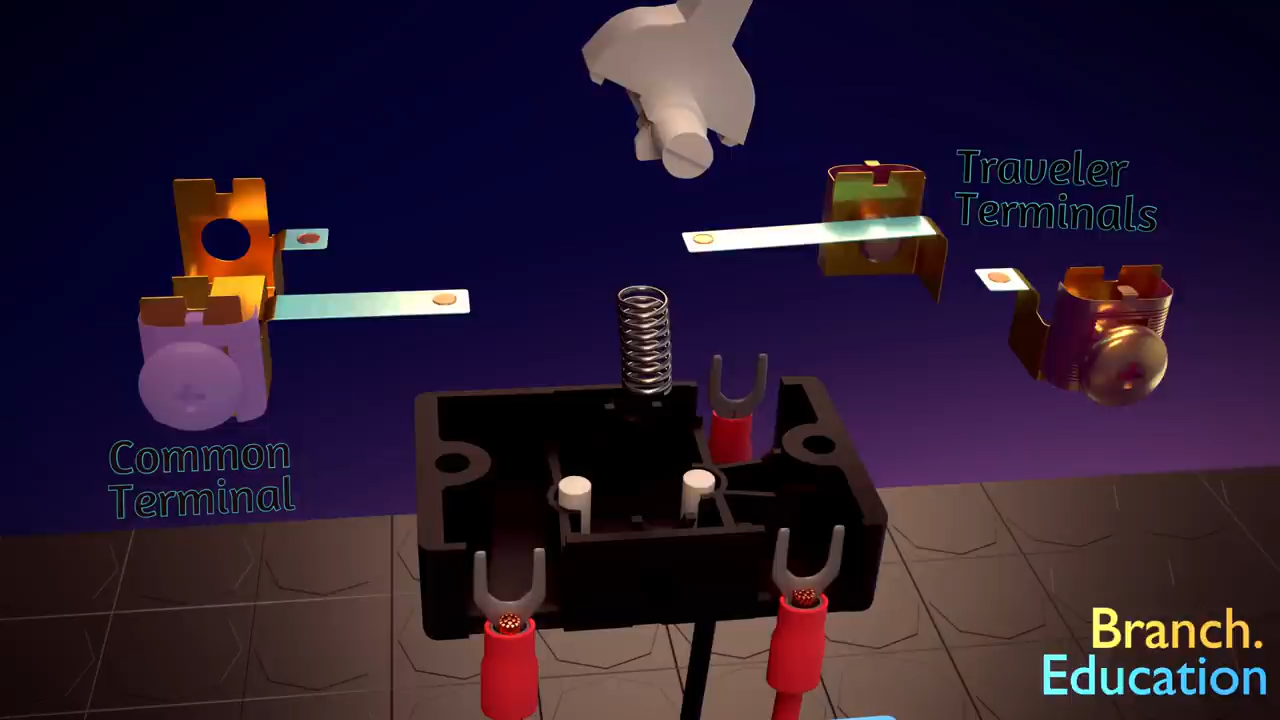 Traveler
Terminals
Common
Terminal
Branch.
Education